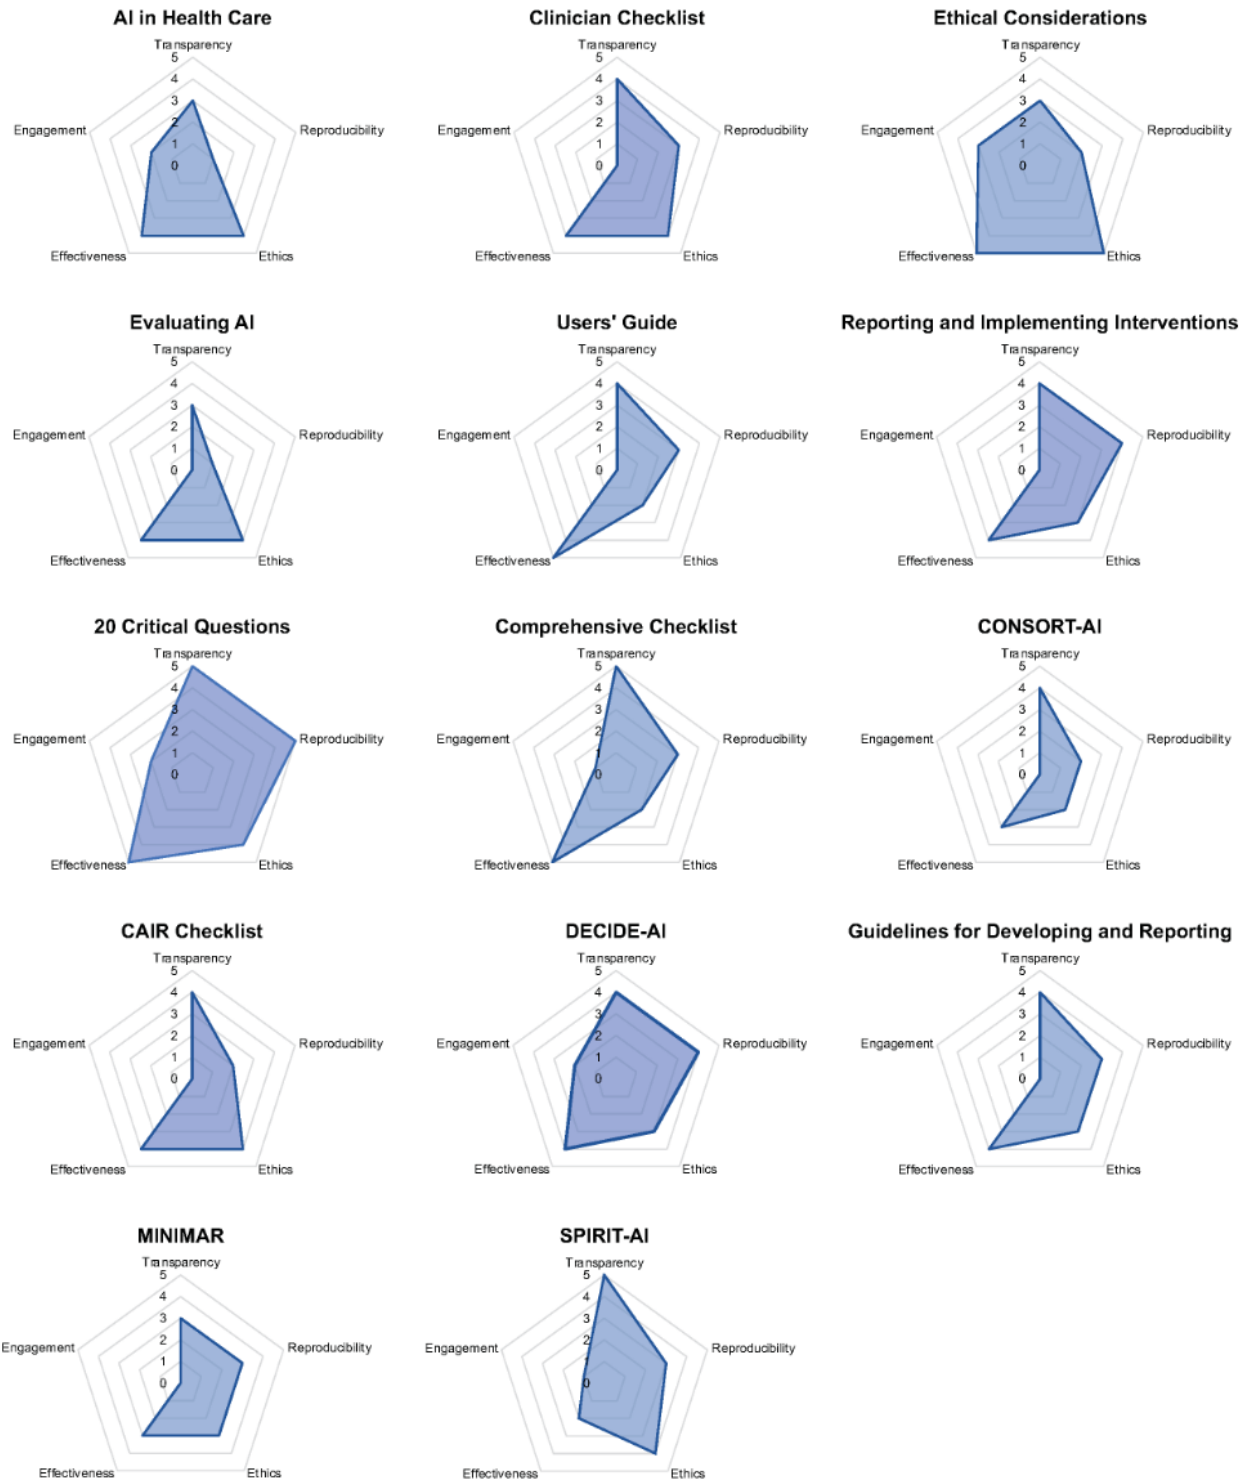 AI in Health Care
Transparency
5
4
3
2
1
0
Engagement
Reproducibility
Effectiveness
Ethics
Clinician Checklist
Transparency
5
4
3
2
1
0
Engagement
Reproducibility
Effectiveness
Ethics
Ethical Considerations
Transparency
5
4
3
2
1
0
Engagement
Reproducibility
Effectiveness
Ethics
Evaluating AI
Transparency
5
4
3
2
1
0
Engagement
Reproducibility
Effectiveness
Ethics
Users' Guide
Transparency
5
4
3
2
1
0
Engagement
Reproducibility
Effectiveness
Ethics
Reporting and Implementing Interventions
Transparency
5
4
3
2
1
0
Engagement
Reproducibility
Effectiveness
Ethics
20 Critical Questions
Transparency
5
4
3
2
1
0
Engagement
Reproducibility
Effectiveness
Ethics
Comprehensive Checklist
Transparency
5
4
3
2
1
0
Engagement
Reproducibility
Effectiveness
Ethics
CONSORT-AI
Transparency
5
4
3
2
1
0
Engagement
Reproducibility
Effectiveness
Ethics
CAIR Checklist
Transparency
5
4
3
2
1
0
Engagement
Reproducibility
Effectiveness
Ethics
DECIDE-AI
Transparency
5
4
3
2
1
0
Engagement
Reproducibility
Effectiveness
Ethics
Guidelines for Developing and Reporting
Transparency
5
4
3
2
1
0
Engagement
Reproducibility
Effectiveness
Ethics
MINIMAR
Transparency
5
4
3
2
1
0
Engagement
Reproducibility
Effectiveness
Ethics
SPIRIT-AI
Transparency
5
4
3
2
1
0
Engagement
Reproducibility
Effectiveness
Ethics